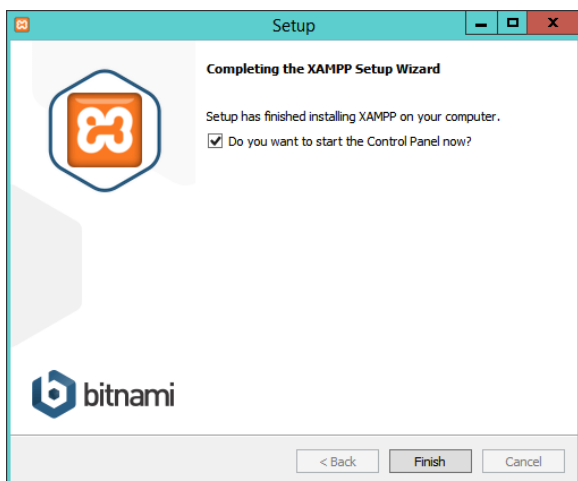 Setup
Completing the XAMPP Setup Wizard
Setup has finished installing XAMPP on your computer.
Do you want to start the Control Panel now?
bitnami
< Back
Finish
Cancel